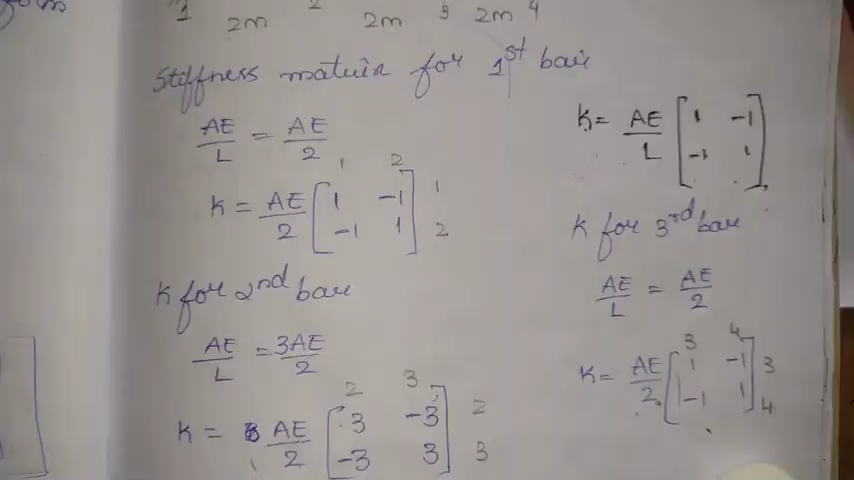 1 2m 2 2m 3 2m 4
Stiffness matrix for 1st bar
AE/L = AE/2
1 2
K = AE/2 [1 -1] 1
[-1 1] 2
K for 2nd bar
AE/L = 3AE/2
2 3
K = AE/2 [3 -3] 2
[-3 3] 3
K = AE/L [1 -1]
[-1 1]
K for 3rd bar
AE/L = AE/2
3 4
K = AE/2 [1 -1] 3
[-1 1] 4